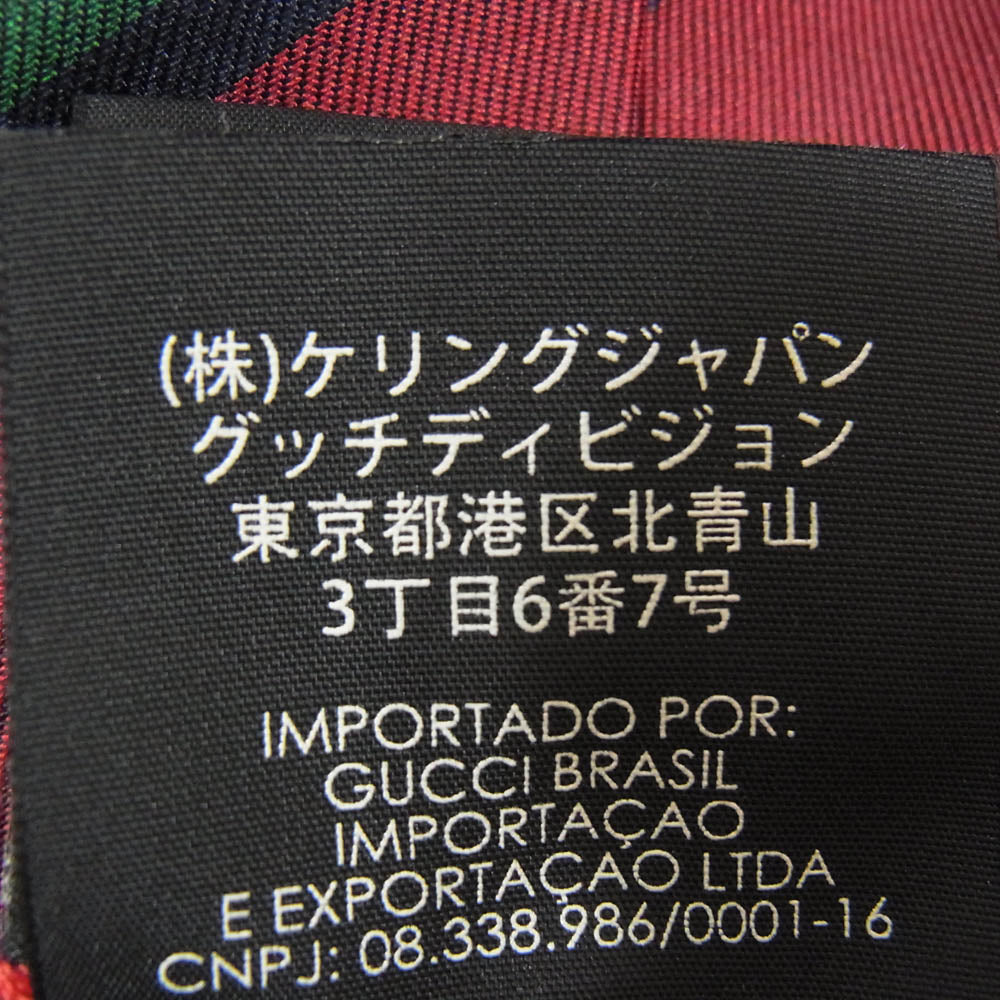 (株)ケリングジャパン
グッチディビジョン
東京都港区北青山
3丁目6番7号
IMPORTADO POR:
GUCCI BRASIL
IMPORTAÇAO
E EXPORTAÇAO LTDA
CNPJ: 08.338.986/0001-16